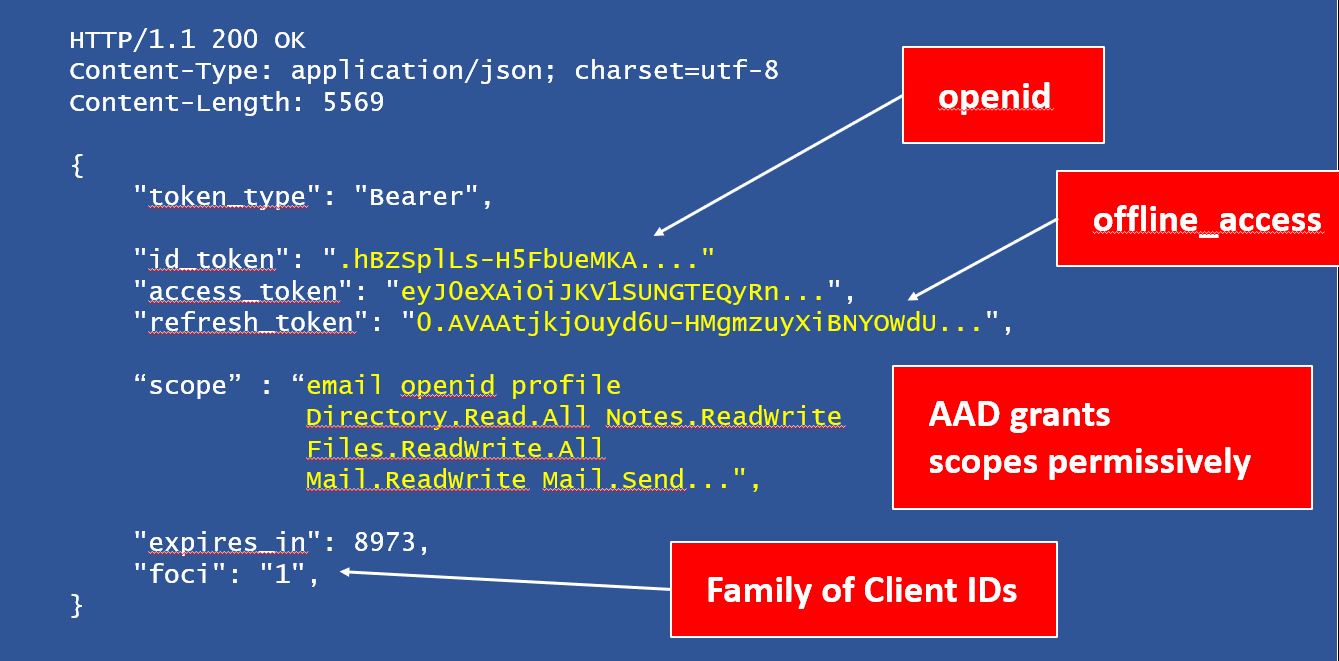 HTTP/1.1 200 OK
Content-Type: application/json; charset=utf-8
Content-Length: 5569
openid
{
"token_type": "Bearer",
offline_access
"id_token": ".hBZSplLs-H5FbUeMKA...."
"access_token": "eyJ0eXAiOiJKV1SUNGTEQyRn...",
"refresh_token": "0.AVAAtjkjOuyd6U-HMgmzuyXiBNYOWdU...",
“scope” : “email openid profile
Directory.Read.All Notes.ReadWrite
Files.ReadWrite.All
Mail.ReadWrite Mail.Send...",
AAD grants
scopes permissively
"expires_in": 8973,
"foci": "1",
Family of Client IDs
}